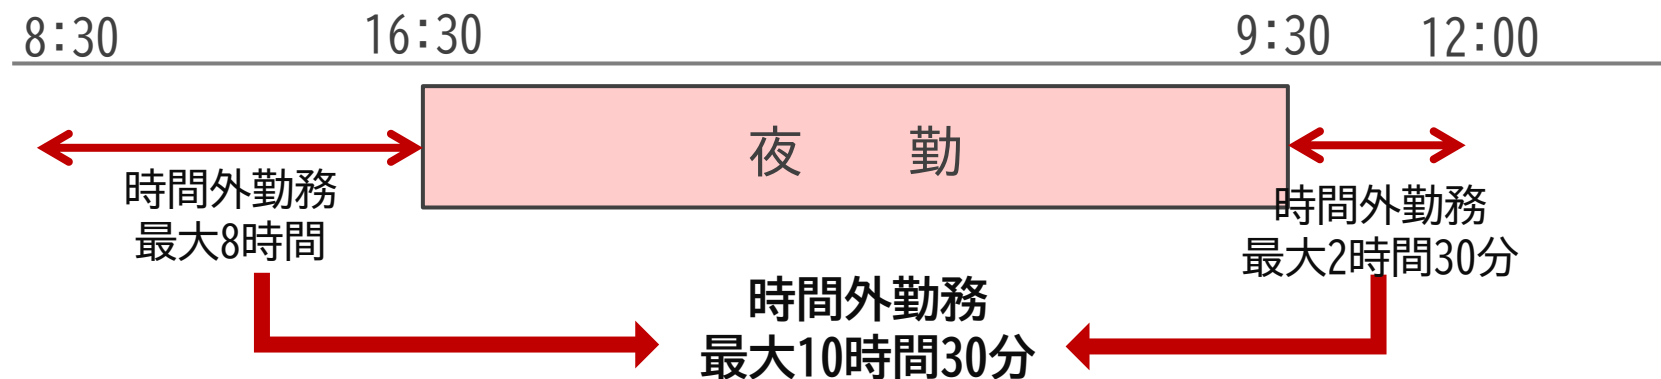 8:30 16:30 9:30 12:00
夜　勤
時間外勤務
最大8時間
時間外勤務
最大2時間30分
時間外勤務
最大10時間30分